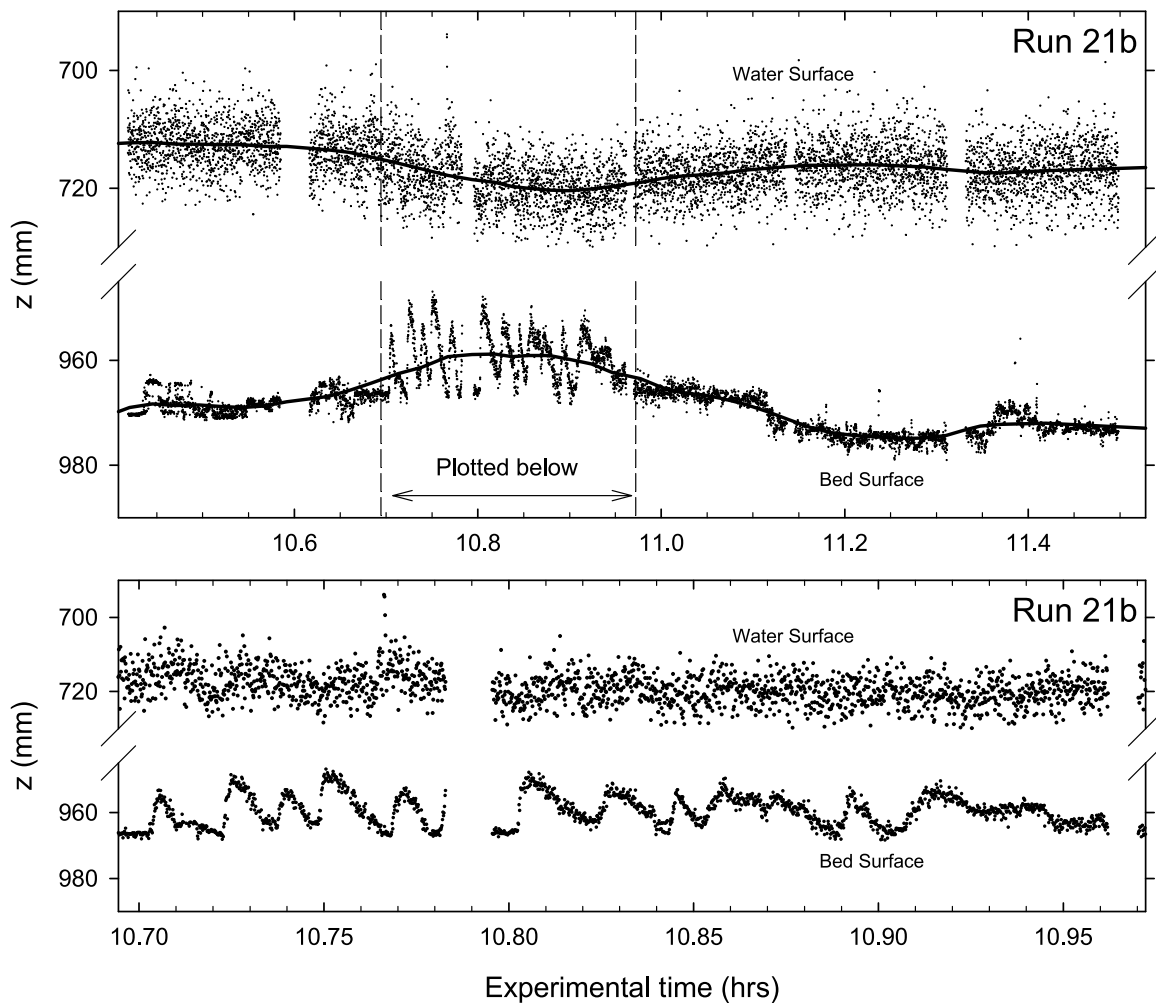 Run 21b
Water Surface
700
720
z (mm)
960
980
Plotted below
Bed Surface
10.6 10.8 11.0 11.2 11.4
Run 21b
Water Surface
700
720
z (mm)
960
980
Bed Surface
10.70 10.75 10.80 10.85 10.90 10.95
Experimental time (hrs)